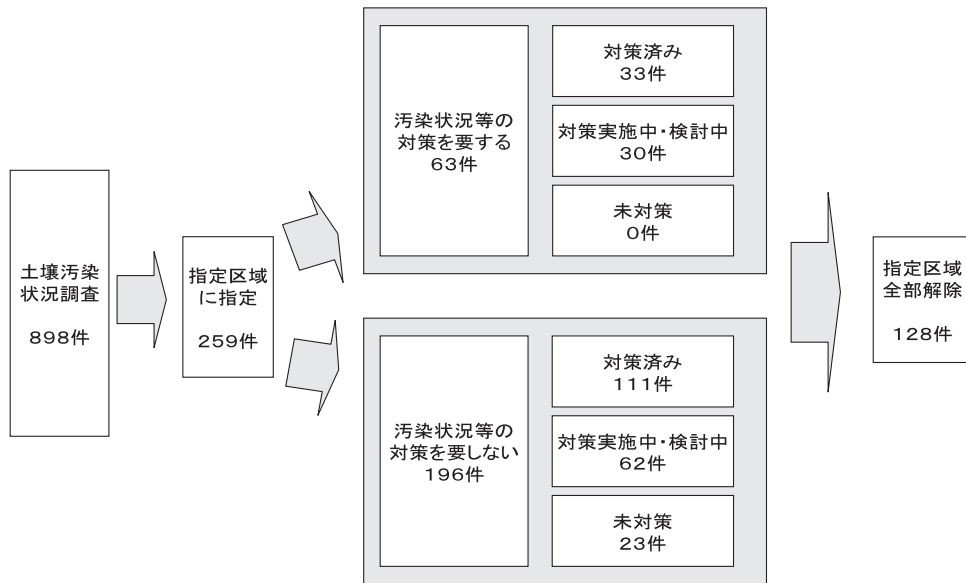 土壌汚染
状況調査
898件
指定区域
に指定
259件
汚染状況等の
対策を要する
63件
対策済み
33件
対策実施中・検討中
30件
未対策
0件
汚染状況等の
対策を要しない
196件
対策済み
111件
対策実施中・検討中
62件
未対策
23件
指定区域
全部解除
128件